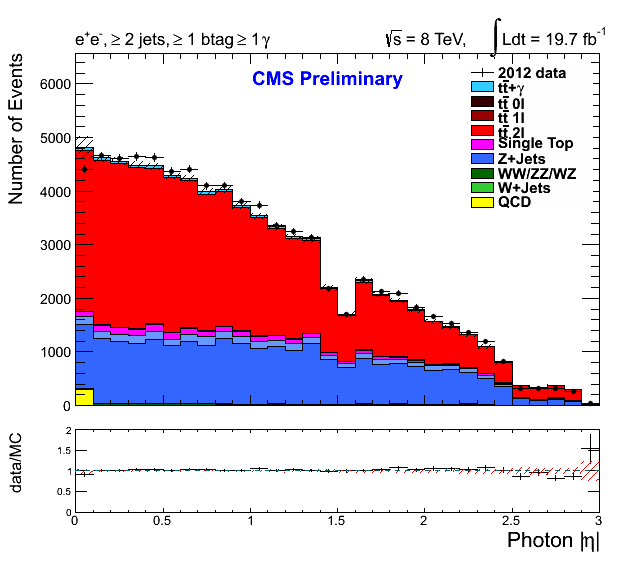 e⁺e⁻, ≥ 2 jets, ≥ 1 btag ≥ 1 γ √s = 8 TeV, ∫ Ldt = 19.7 fb⁻¹
CMS Preliminary
Number of Events
6000
5000
4000
3000
2000
1000
0
2012 data
tt̄+γ
tt̄ 0l
tt̄ 1l
tt̄ 2l
Single Top
Z+Jets
WW/ZZ/WZ
W+Jets
QCD
data/MC
2
1.5
1
0.5
0
0 0.5 1 1.5 2 2.5 3
Photon |η|